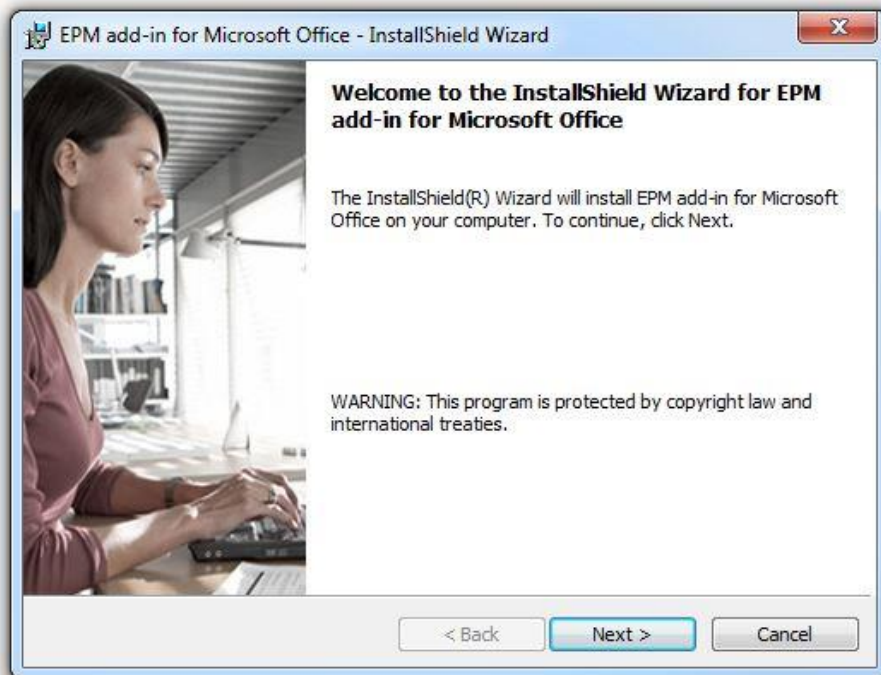 EPM add-in for Microsoft Office - InstallShield Wizard
Welcome to the InstallShield Wizard for EPM
add-in for Microsoft Office
The InstallShield(R) Wizard will install EPM add-in for Microsoft
Office on your computer. To continue, click Next.
WARNING: This program is protected by copyright law and
international treaties.
< Back Next > Cancel